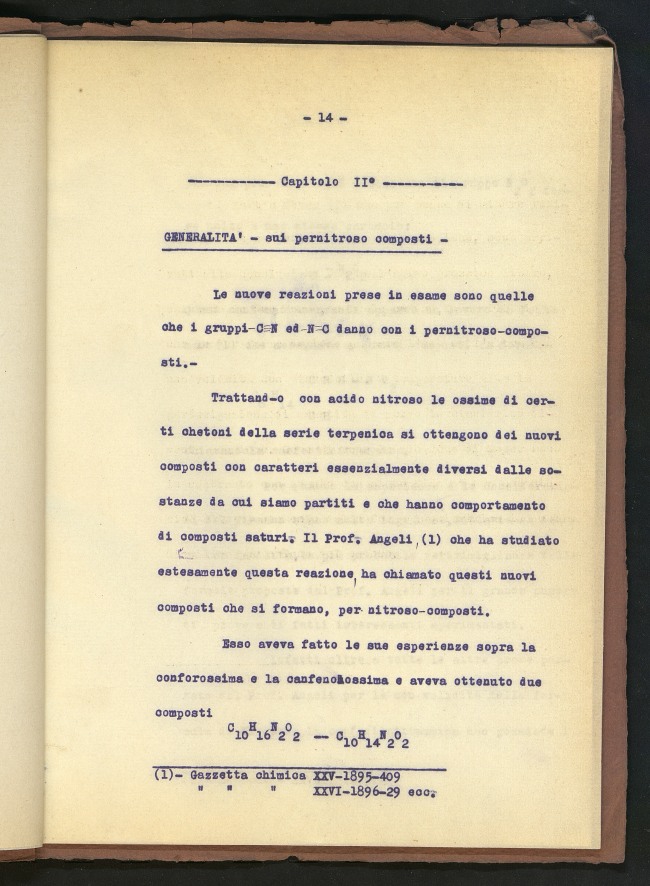 - 14 -
---------- Capitolo II° ----------
GENERALITA' - sui pernitroso composti -
Le nuove reazioni prese in esame sono quelle
che i gruppi-C≡N ed-N=C danno con i pernitroso-compo-
sti.-
Trattand-o con acido nitroso le ossime di cer-
ti chetoni della serie terpenica si ottengono dei nuovi
composti con caratteri essenzialmente diversi dalle so-
stanze da cui siamo partiti e che hanno comportamento
di composti saturi. Il Prof. Angeli,(1) che ha studiato
estesamente questa reazione, ha chiamato questi nuovi
composti che si formano, per-nitroso-composti.
Esso aveva fatto le sue esperienze sopra la
conforossima e la canfenolossima e aveva ottenuto due
composti
C10H16N2O2 -- C10H14N2O2
(1)- Gazzetta chimica XXV-1895-409
" " " XXVI-1896-29 ecc.